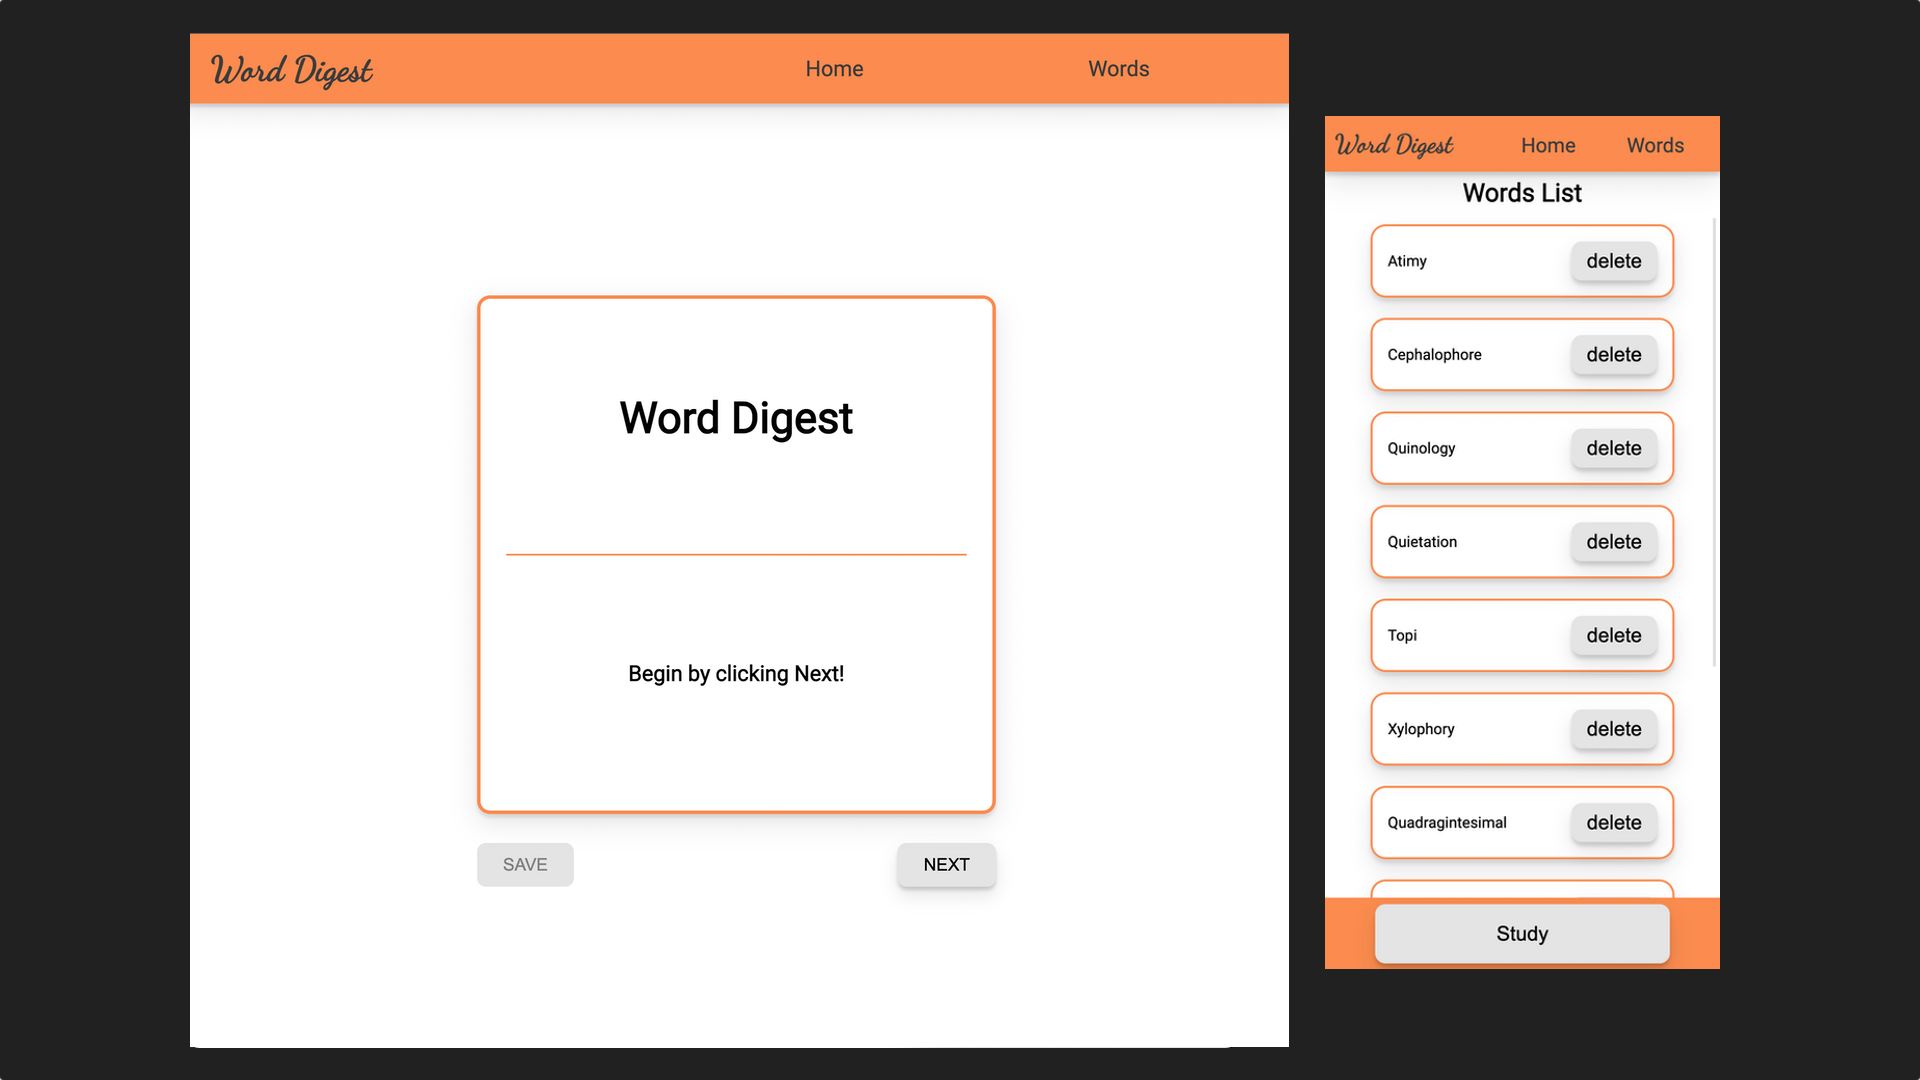 Word Digest Home Words
Word Digest
Begin by clicking Next!
SAVE NEXT
Word Digest Home Words
Words List
Atimy delete
Cephalophore delete
Quinology delete
Quietation delete
Topi delete
Xylophory delete
Quadragintesimal delete
Study